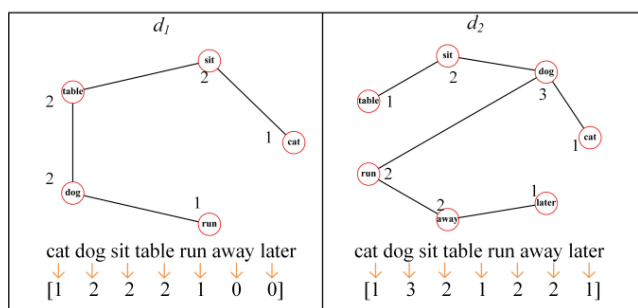 d1
sit
2
table
2
1
cat
2
dog
1
run
cat dog sit table run away later
[1 2 2 2 1 0 0]
d2
sit
2
dog
3
table
1
cat
1
run
2
2
away
1
later
cat dog sit table run away later
[1 3 2 1 2 2 1]